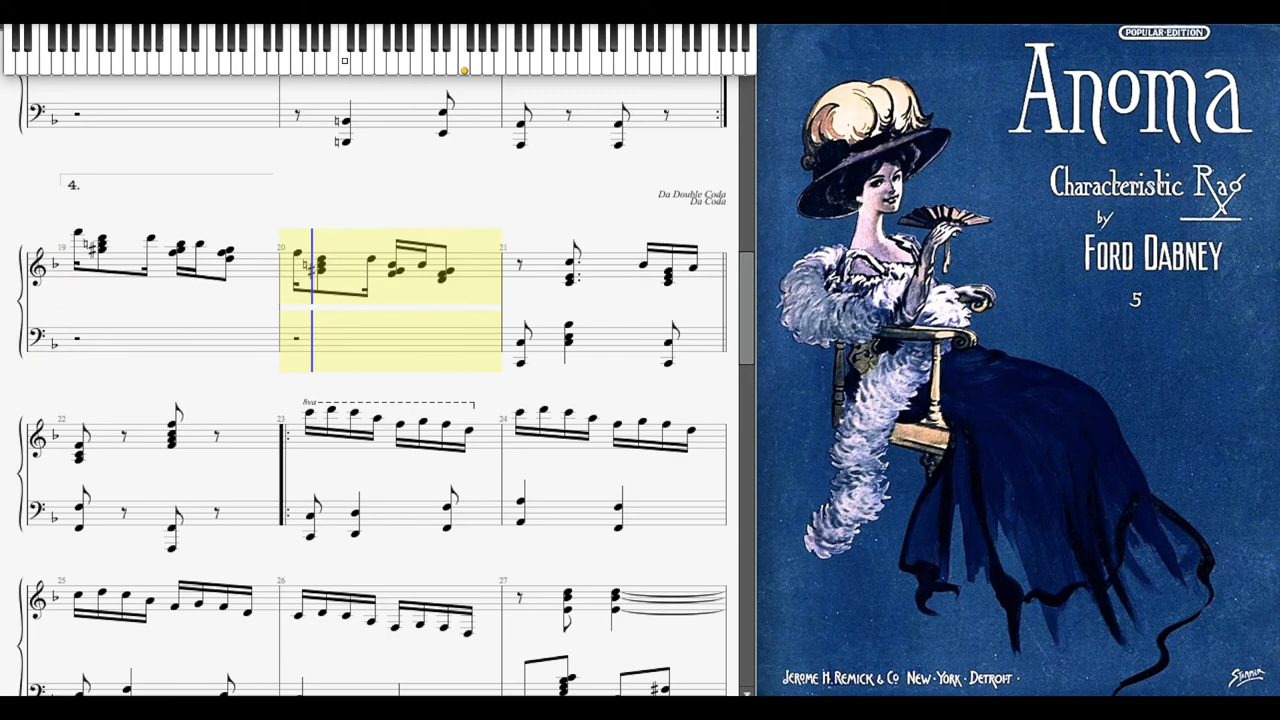 4.
Da Double Coda
Da Coda
19
20
21
22
23
8va
24
25
26
27
POPULAR·EDITION
Anoma
Characteristic Rag
by
FORD DABNEY
5
JEROME H. REMICK & CO NEW-YORK-DETROIT.
Starmer